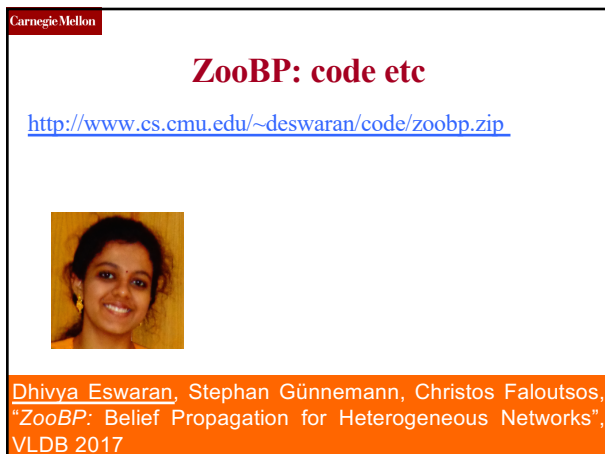 Carnegie Mellon
ZooBP: code etc
http://www.cs.cmu.edu/~deswaran/code/zoobp.zip
Dhivya Eswaran, Stephan Günnemann, Christos Faloutsos,
“ZooBP: Belief Propagation for Heterogeneous Networks”,
VLDB 2017